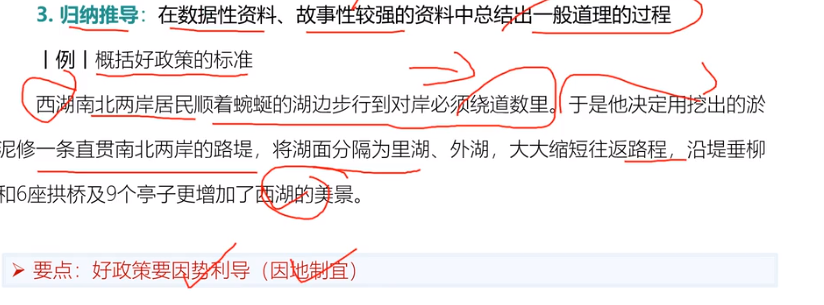 3. 归纳推导：在数据性资料、故事性较强的资料中总结出一般道理的过程
丨例丨概括好政策的标准
西湖南北两岸居民顺着蜿蜒的湖边步行到对岸必须绕道数里。于是他决定用挖出的淤
泥修一条直贯南北两岸的路堤，将湖面分隔为里湖、外湖，大大缩短往返路程，沿堤垂柳
和6座拱桥及9个亭子更增加了西湖的美景。
➤ 要点：好政策要因势利导（因地制宜）